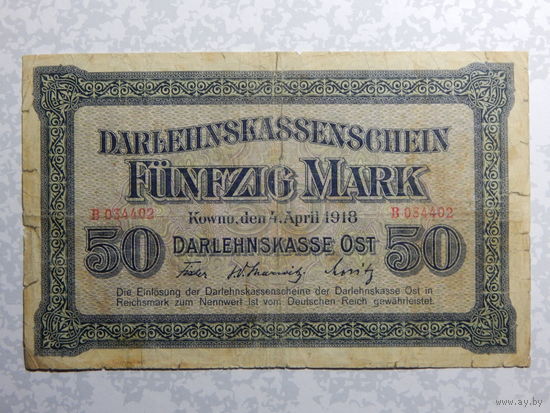 DARLEHNSKASSENSCHEIN
FÜNFZIG MARK
Kowno, den 4. April 1918
B 034402 B 034402
50 DARLEHNSKASSE OST 50
Die Einlösung der Darlehnskassenscheine der Darlehnskasse Ost in
Reichsmark zum Nennwert ist vom Deutschen Reich gewährleistet.
www.ay.by